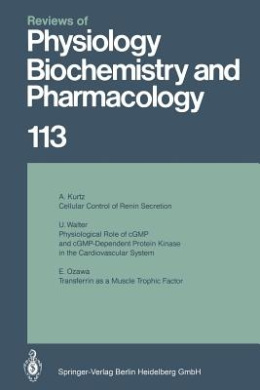 Reviews of
Physiology
Biochemistry and
Pharmacology
113
A. Kurtz
Cellular Control of Renin Secretion
U. Walter
Physiological Role of cGMP
and cGMP-Dependent Protein Kinase
in the Cardiovascular System
E. Ozawa
Transferrin as a Muscle Trophic Factor
Springer-Verlag Berlin Heidelberg GmbH